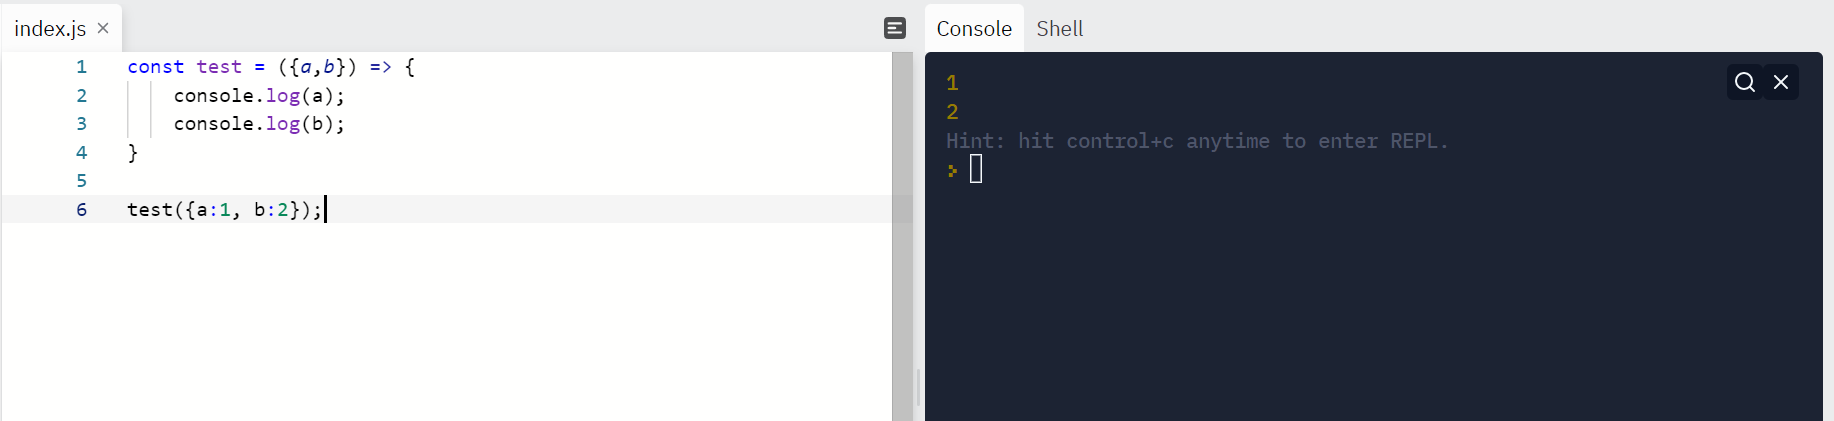 index.js ×
1 const test = ({a,b}) => {
2     console.log(a);
3     console.log(b);
4 }
5
6 test({a:1, b:2});
Console Shell
1
2
Hint: hit control+c anytime to enter REPL.
>